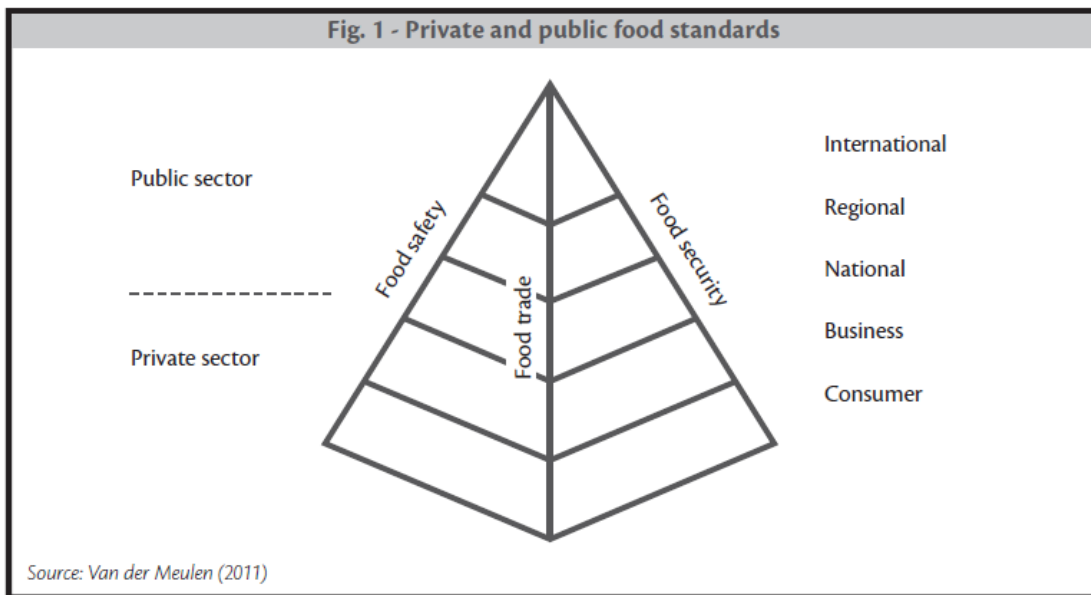 Fig. 1 - Private and public food standards
Public sector
Private sector
Food safety
Food trade
Food security
International
Regional
National
Business
Consumer
Source: Van der Meulen (2011)